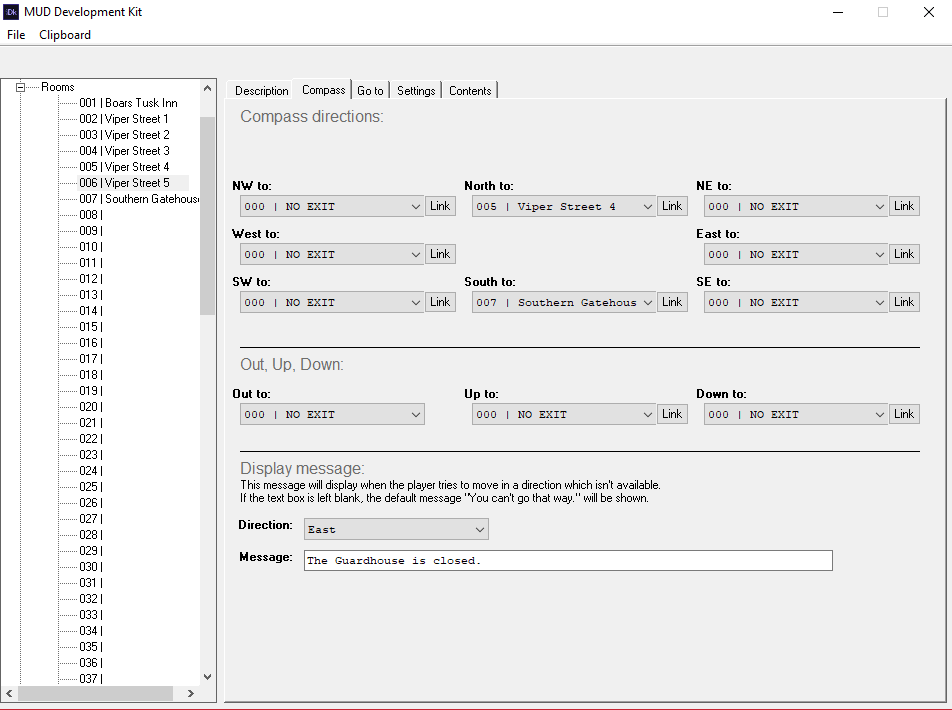 MUD Development Kit
File Clipboard
Rooms
001 | Boars Tusk Inn
002 | Viper Street 1
003 | Viper Street 2
004 | Viper Street 3
005 | Viper Street 4
006 | Viper Street 5
007 | Southern Gatehouse
008 |
009 |
010 |
011 |
012 |
013 |
014 |
015 |
016 |
017 |
018 |
019 |
020 |
021 |
022 |
023 |
024 |
025 |
026 |
027 |
028 |
029 |
030 |
031 |
032 |
033 |
034 |
035 |
036 |
037 |
Description Compass Go to Settings Contents
Compass directions:
NW to: North to: NE to:
000 | NO EXIT Link 005 | Viper Street 4 Link 000 | NO EXIT Link
West to: East to:
000 | NO EXIT Link 000 | NO EXIT Link
SW to: South to: SE to:
000 | NO EXIT Link 007 | Southern Gatehous Link 000 | NO EXIT Link
Out, Up, Down:
Out to: Up to: Down to:
000 | NO EXIT 000 | NO EXIT Link 000 | NO EXIT Link
Display message:
This message will display when the player tries to move in a direction which isn't available.
If the text box is left blank, the default message "You can't go that way." will be shown.
Direction: East
Message: The Guardhouse is closed.